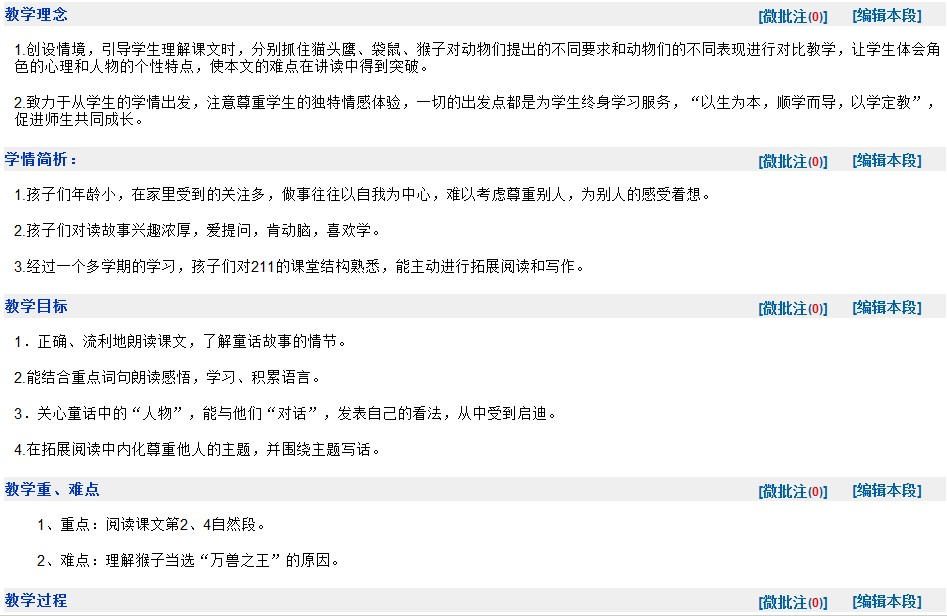 教学理念 [微批注(0)] [编辑本段]
1.创设情境，引导学生理解课文时，分别抓住猫头鹰、袋鼠、猴子对动物们提出的不同要求和动物们的不同表现进行对比教学，让学生体会角
色的心理和人物的个性特点，使本文的难点在讲读中得到突破。
2.致力于从学生的学情出发，注意尊重学生的独特情感体验，一切的出发点都是为学生终身学习服务，“以生为本，顺学而导，以学定教”，
促进师生共同成长。
学情简析： [微批注(0)] [编辑本段]
1.孩子们年龄小，在家里受到的关注多，做事往往以自我为中心，难以考虑尊重别人，为别人的感受着想。
2.孩子们对读故事兴趣浓厚，爱提问，肯动脑，喜欢学。
3.经过一个多学期的学习，孩子们对211的课堂结构熟悉，能主动进行拓展阅读和写作。
教学目标 [微批注(0)] [编辑本段]
1．正确、流利地朗读课文，了解童话故事的情节。
2.能结合重点词句朗读感悟，学习、积累语言。
3．关心童话中的“人物”，能与他们“对话”，发表自己的看法，从中受到启迪。
4.在拓展阅读中内化尊重他人的主题，并围绕主题写话。
教学重、难点 [微批注(0)] [编辑本段]
1、重点：阅读课文第2、4自然段。
2、难点：理解猴子当选“万兽之王”的原因。
教学过程 [微批注(0)] [编辑本段]